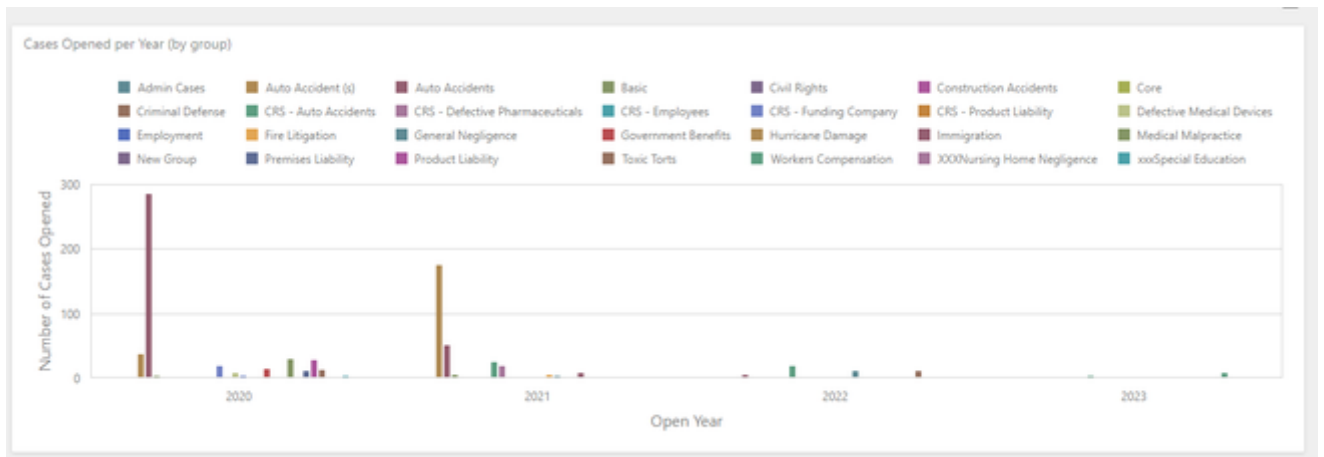 Cases Opened per Year (by group)
Admin Cases Auto Accident (s) Auto Accidents Basic Civil Rights Construction Accidents Core
Criminal Defense CRS - Auto Accidents CRS - Defective Pharmaceuticals CRS - Employees CRS - Funding Company CRS - Product Liability Defective Medical Devices
Employment Fire Litigation General Negligence Government Benefits Hurricane Damage Immigration Medical Malpractice
New Group Premises Liability Product Liability Toxic Torts Workers Compensation XXXNursing Home Negligence xxxSpecial Education
300
200
100
0
Number of Cases Opened
2020 2021 2022 2023
Open Year